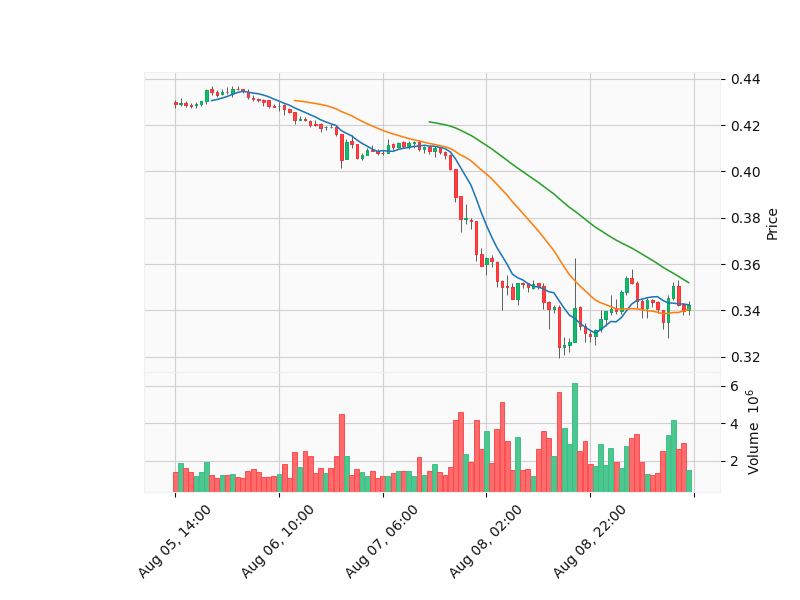 0.44
0.42
0.40
0.38
0.36
0.34
0.32
Price
6
4
2
Volume 10^6
Aug 05, 14:00
Aug 06, 10:00
Aug 07, 06:00
Aug 08, 02:00
Aug 08, 22:00